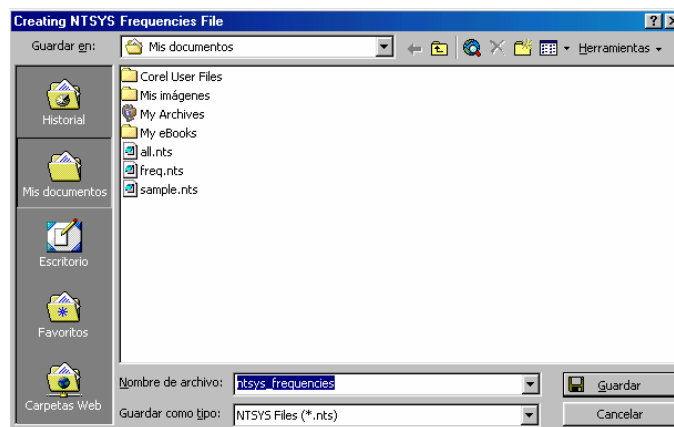 Creating NTSYS Frequencies File
Guardar en: Mis documentos Herramientas
Historial
Mis documentos
Escritorio
Favoritos
Carpetas Web
Corel User Files
Mis imágenes
My Archives
My eBooks
all.nts
freq.nts
sample.nts
Nombre de archivo: ntsys_frequencies Guardar
Guardar como tipo: NTSYS Files (*.nts) Cancelar